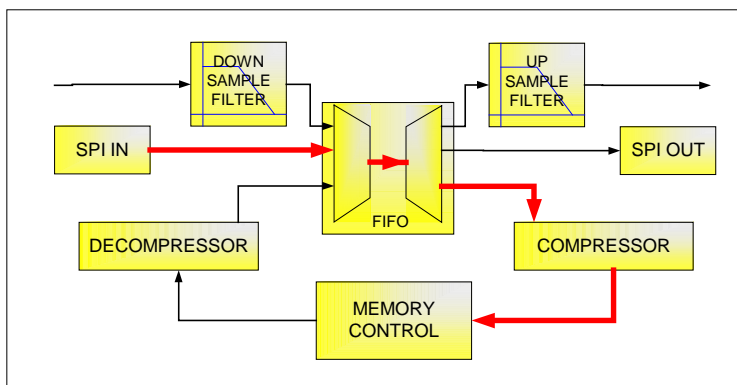 DOWN
SAMPLE
FILTER
UP
SAMPLE
FILTER
SPI IN
SPI OUT
FIFO
DECOMPRESSOR
COMPRESSOR
MEMORY
CONTROL